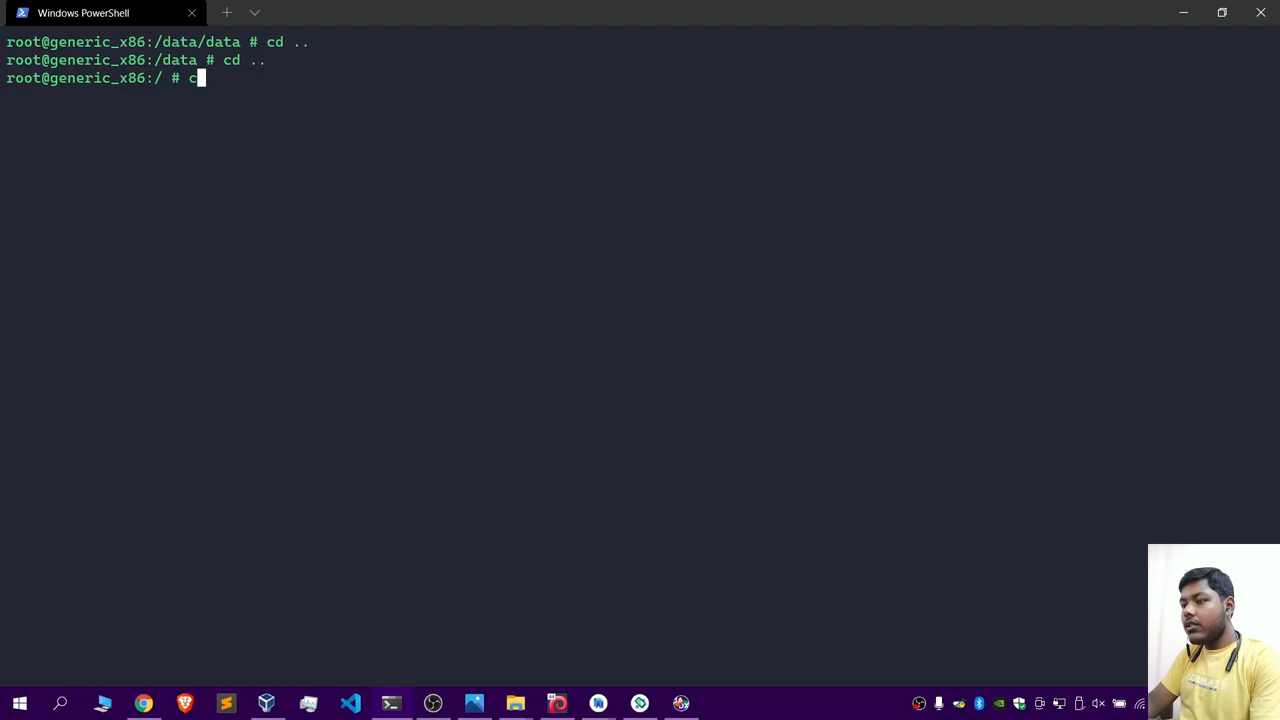 Windows PowerShell
root@generic_x86:/data/data # cd ..
root@generic_x86:/data # cd ..
root@generic_x86:/ # c